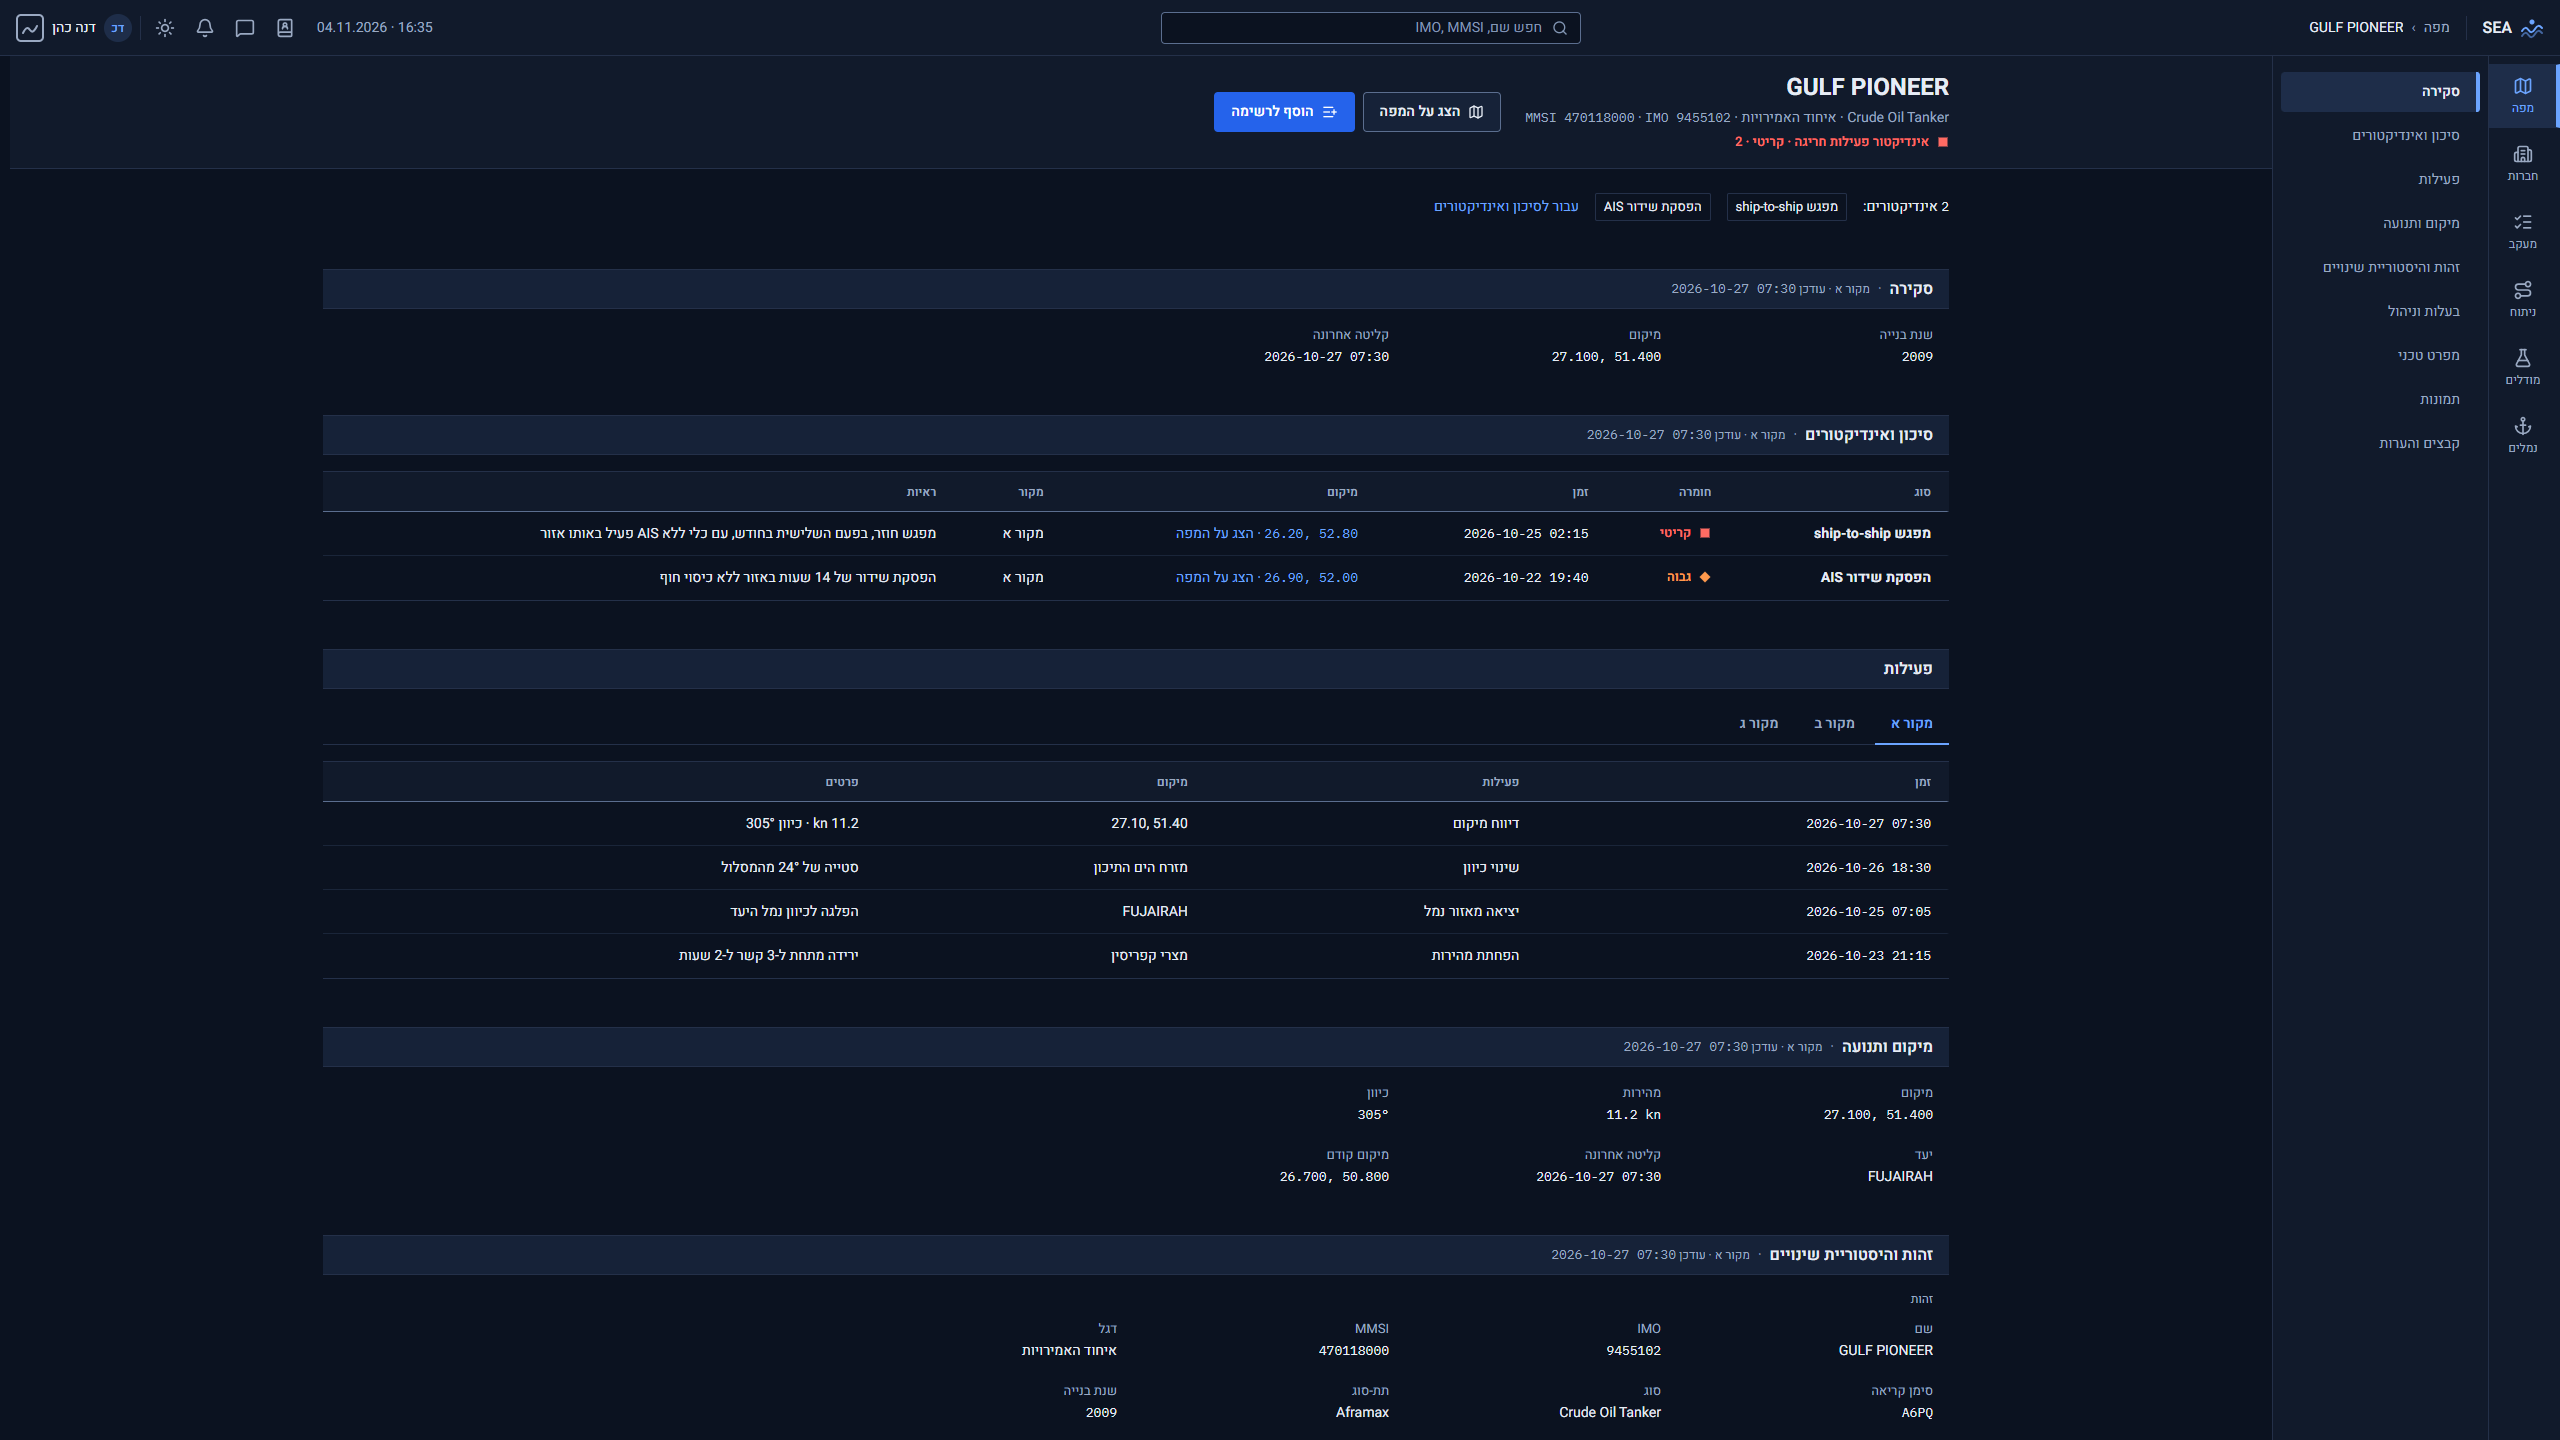 SEA
מפה › GULF PIONEER
חפש שם, IMO, MMSI
04.11.2026 · 16:35
דכ
דנה כהן
מפה
חברות
מעקב
ניתוח
מודלים
נמלים
סקירה
סיכון ואינדיקטורים
פעילות
מיקום ותנועה
זהות והיסטוריית שינויים
בעלות וניהול
מפרט טכני
תמונות
קבצים והערות
GULF PIONEER
Crude Oil Tanker · איחוד האמירויות · IMO 9455102 · MMSI 470118000
אינדיקטור פעילות חריגה · קריטי · 2
הצג על המפה
הוסף לרשימה
2 אינדיקטורים: מפגש ship-to-ship הפסקת שידור AIS עבור לסיכון ואינדיקטורים
סקירה · מקור א · עודכן 2026-10-27 07:30
שנת בנייה מיקום קליטה אחרונה
2009 27.100, 51.400 2026-10-27 07:30
סיכון ואינדיקטורים · מקור א · עודכן 2026-10-27 07:30
סוג חומרה זמן מיקום מקור ראיות
מפגש ship-to-ship קריטי 2026-10-25 02:15 26.20, 52.80 · הצג על המפה מקור א מפגש חוזר, בפעם השלישית בחודש, עם כלי ללא AIS פעיל באותו אזור
הפסקת שידור AIS גבוה 2026-10-22 19:40 26.90, 52.00 · הצג על המפה מקור א הפסקת שידור של 14 שעות באזור ללא כיסוי חוף
פעילות
מקור א מקור ב מקור ג
זמן פעילות מיקום פרטים
2026-10-27 07:30 דיווח מיקום 27.10, 51.40 11.2 kn · כיוון 305°
2026-10-26 18:30 שינוי כיוון מזרח הים התיכון סטייה של 24° מהמסלול
2026-10-25 07:05 יציאה מאזור נמל FUJAIRAH הפלגה לכיוון נמל היעד
2026-10-23 21:15 הפחתת מהירות מצרי קפריסין ירידה מתחת ל-3 קשר ל-2 שעות
מיקום ותנועה · מקור א · עודכן 2026-10-27 07:30
מיקום מהירות כיוון
27.100, 51.400 11.2 kn 305°
יעד קליטה אחרונה מיקום קודם
FUJAIRAH 2026-10-27 07:30 26.700, 50.800
זהות והיסטוריית שינויים · מקור א · עודכן 2026-10-27 07:30
זהות
שם IMO MMSI דגל
GULF PIONEER 9455102 470118000 איחוד האמירויות
סימן קריאה סוג תת-סוג שנת בנייה
A6PQ Crude Oil Tanker Aframax 2009